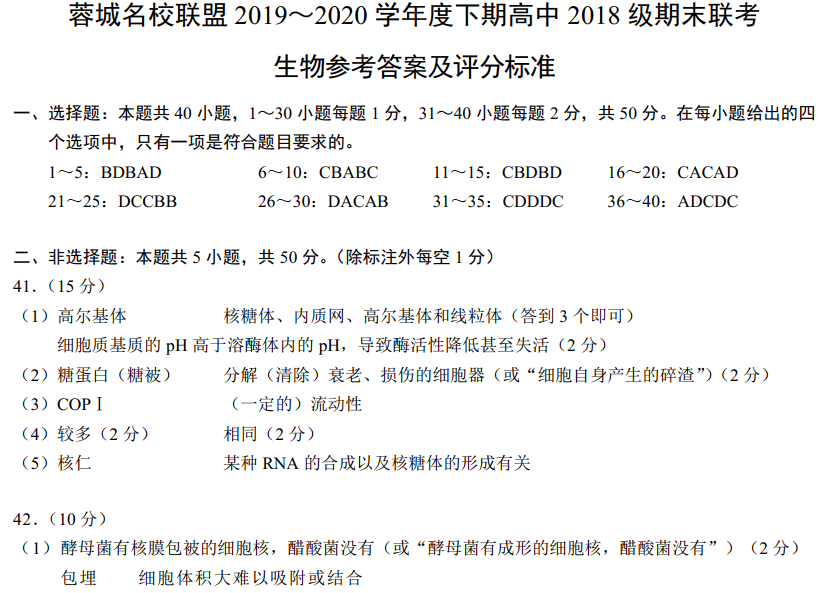 蓉城名校联盟 2019～2020 学年度下期高中 2018 级期末联考
生物参考答案及评分标准
一、选择题：本题共 40 小题，1～30 小题每题 1 分，31～40 小题每题 2 分，共 50 分。在每小题给出的四
个选项中，只有一项是符合题目要求的。
1～5：BDBAD 6～10：CBABC 11～15：CBDBD 16～20：CACAD
21～25：DCCBB 26～30：DACAB 31～35：CDDDC 36～40：ADCDC
二、非选择题：本题共 5 小题，共 50 分。（除标注外每空 1 分）
41．（15 分）
（1）高尔基体 核糖体、内质网、高尔基体和线粒体（答到 3 个即可）
细胞质基质的 pH 高于溶酶体内的 pH，导致酶活性降低甚至失活（2 分）
（2）糖蛋白（糖被） 分解（清除）衰老、损伤的细胞器（或“细胞自身产生的碎渣”）（2 分）
（3）COPⅠ （一定的）流动性
（4）较多（2 分） 相同（2 分）
（5）核仁 某种 RNA 的合成以及核糖体的形成有关
42．（10 分）
（1）酵母菌有核膜包被的细胞核，醋酸菌没有（或“酵母菌有成形的细胞核，醋酸菌没有”）（2 分）
包埋 细胞体积大难以吸附或结合